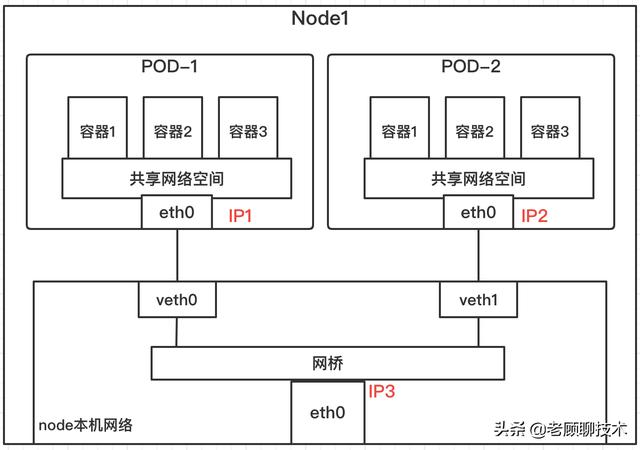 Node1
POD-1
POD-2
容器1
容器2
容器3
容器1
容器2
容器3
共享网络空间
共享网络空间
eth0
IP1
eth0
IP2
veth0
veth1
网桥
IP3
eth0
node本机网络
头条 @老顾聊技术